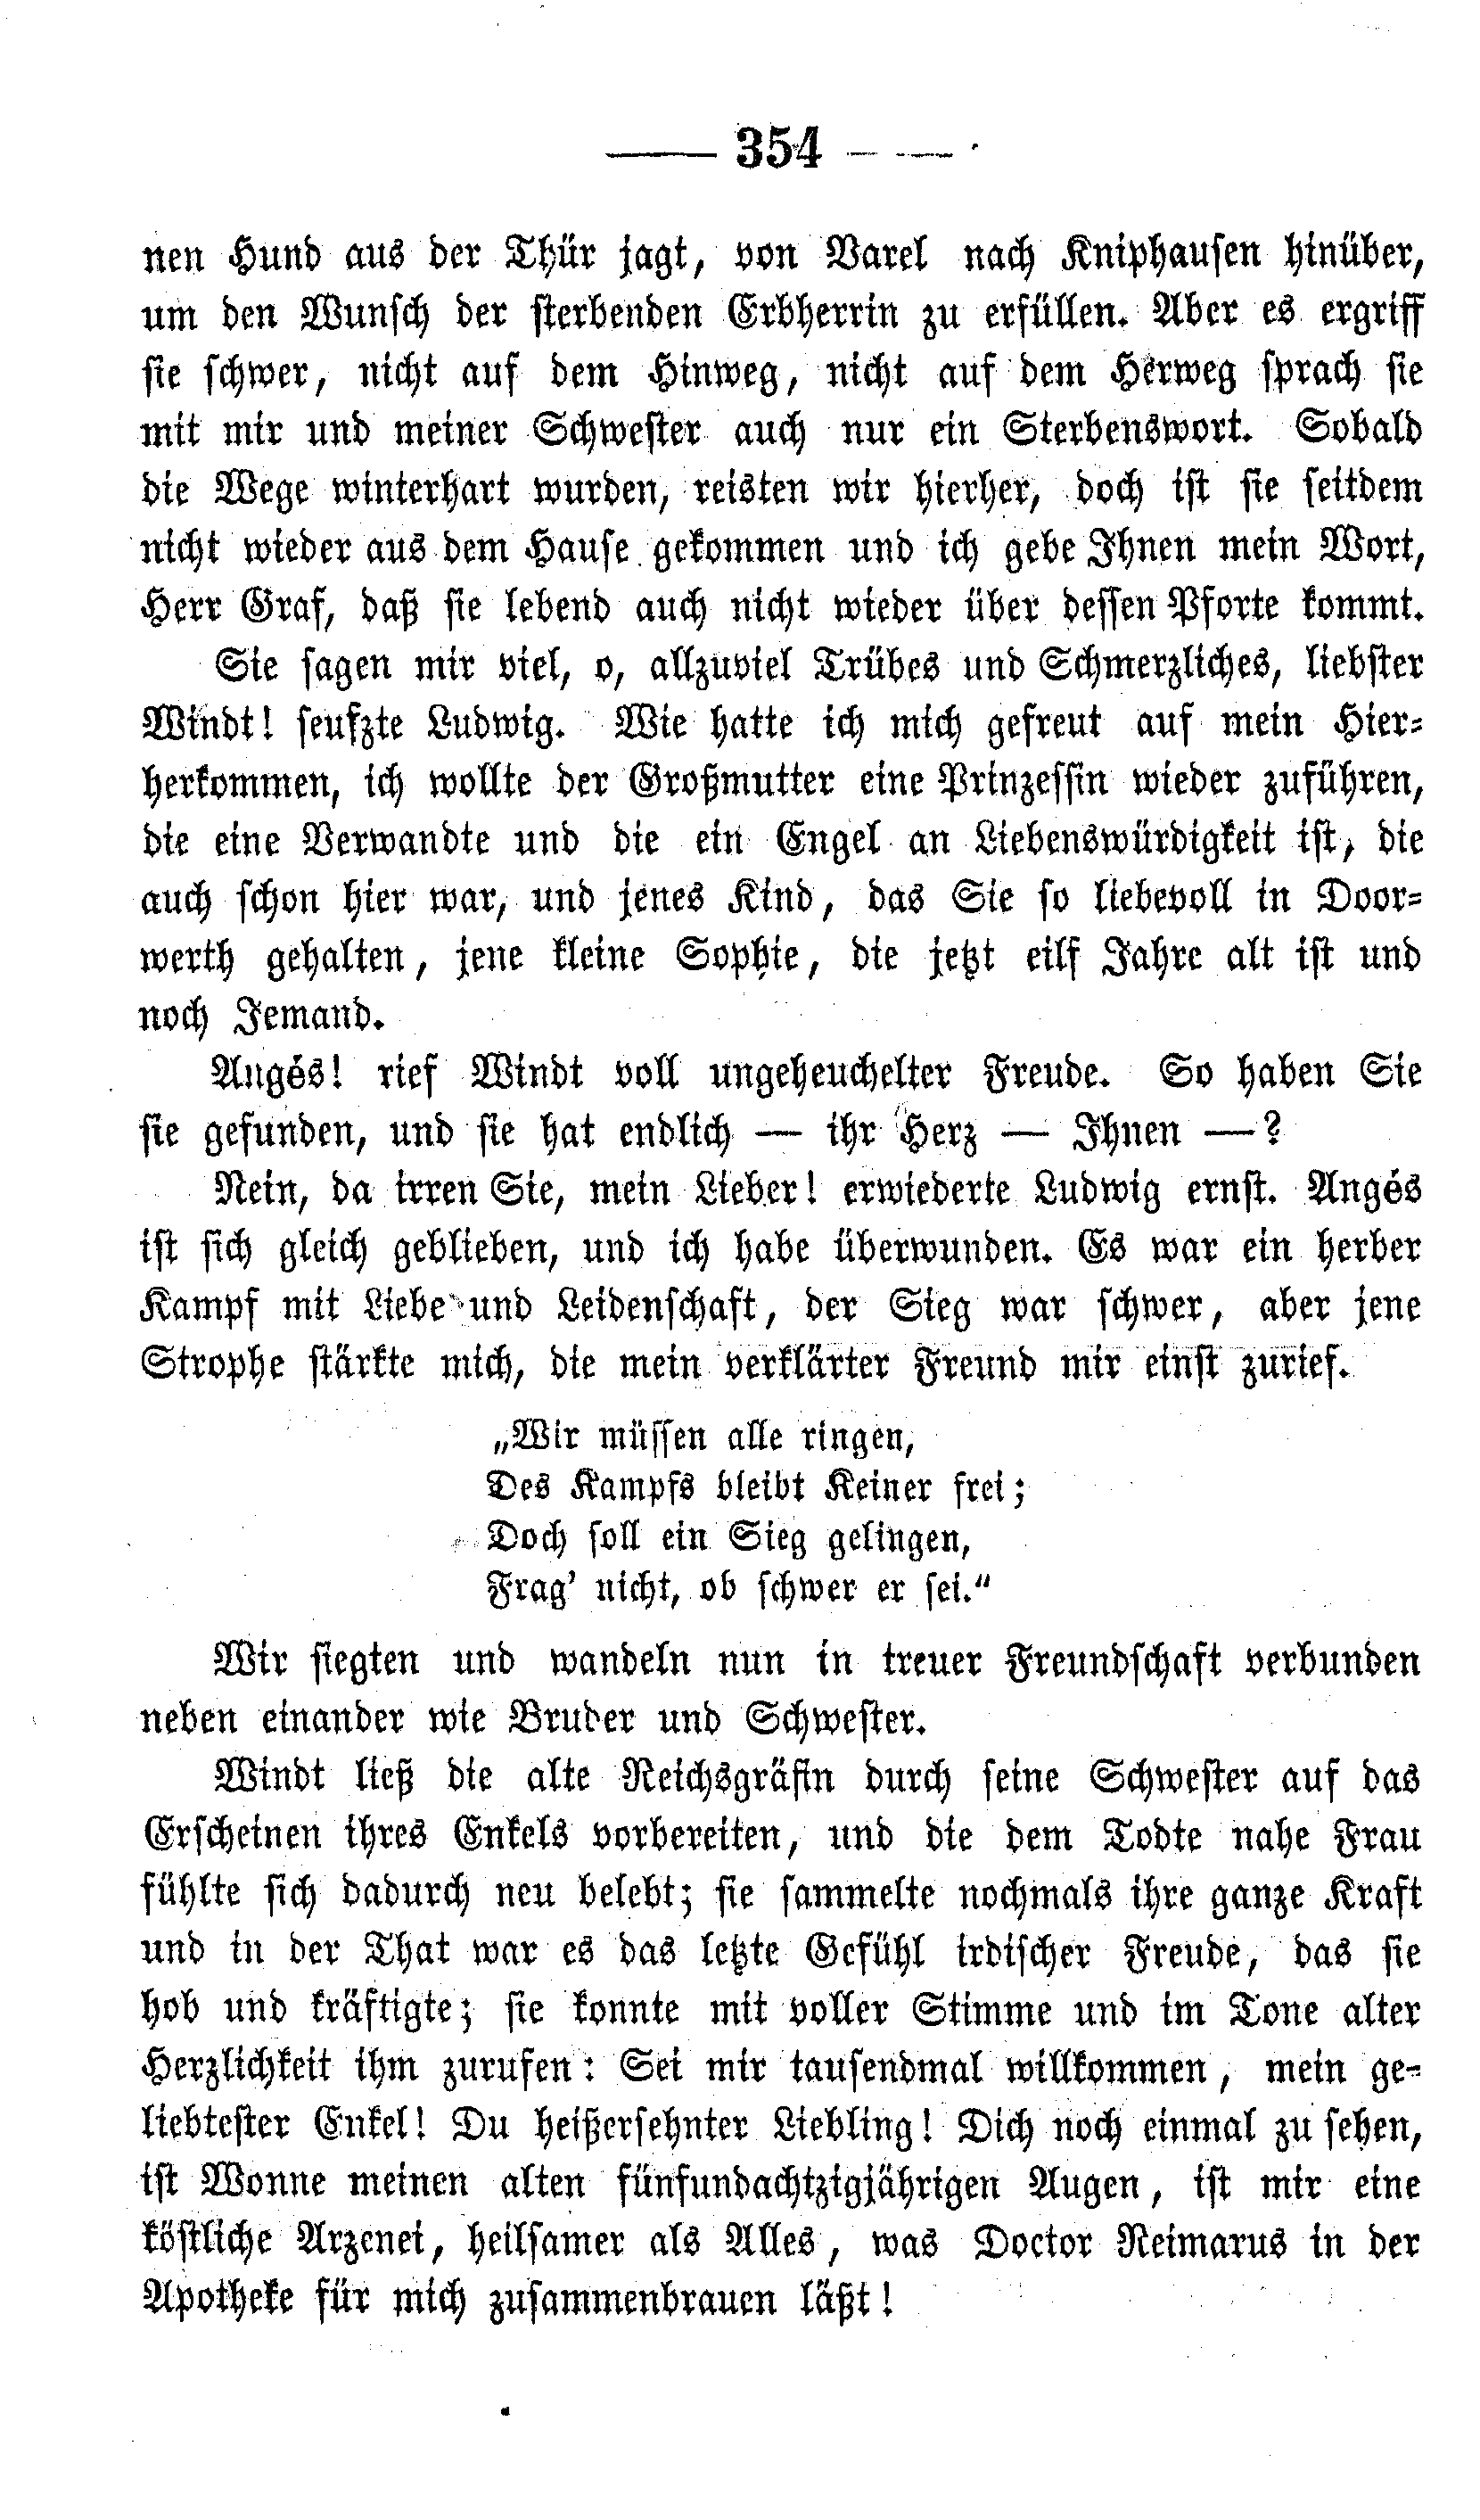 — 354 —
nen Hund aus der Thür jagt, von Varel nach Kniphausen hinüber,
um den Wunsch der sterbenden Erbherrin zu erfüllen. Aber es ergriff
sie schwer, nicht auf dem Hinweg, nicht auf dem Herweg sprach sie
mit mir und meiner Schwester auch nur ein Sterbenswort. Sobald
die Wege winterhart wurden, reisten wir hierher, doch ist sie seitdem
nicht wieder aus dem Hause gekommen und ich gebe Ihnen mein Wort,
Herr Graf, daß sie lebend auch nicht wieder über dessen Pforte kommt.
Sie sagen mir viel, o, allzuviel Trübes und Schmerzliches, liebster
Windt! seufzte Ludwig. Wie hatte ich mich gefreut auf mein Hier-
herkommen, ich wollte der Großmutter eine Prinzessin wieder zuführen,
die eine Verwandte und die ein Engel an Liebenswürdigkeit ist, die
auch schon hier war, und jenes Kind, das Sie so liebevoll in Door-
werth gehalten, jene kleine Sophie, die jetzt eilf Jahre alt ist und
noch Jemand.
Angés! rief Windt voll ungeheuchelter Freude. So haben Sie
sie gefunden, und sie hat endlich — ihr Herz — Ihnen —?
Nein, da irren Sie, mein Lieber! erwiederte Ludwig ernst. Angés
ist sich gleich geblieben, und ich habe überwunden. Es war ein herber
Kampf mit Liebe und Leidenschaft, der Sieg war schwer, aber jene
Strophe stärkte mich, die mein verklärter Freund mir einst zurief.
„Wir müssen alle ringen,
Des Kampfs bleibt Keiner frei;
Doch soll ein Sieg gelingen,
Frag' nicht, ob schwer er sei.“
Wir siegten und wandeln nun in treuer Freundschaft verbunden
neben einander wie Bruder und Schwester.
Windt ließ die alte Reichsgräfin durch seine Schwester auf das
Erscheinen ihres Enkels vorbereiten, und die dem Todte nahe Frau
fühlte sich dadurch neu belebt; sie sammelte nochmals ihre ganze Kraft
und in der That war es das letzte Gefühl irdischer Freude, das sie
hob und kräftigte; sie konnte mit voller Stimme und im Tone alter
Herzlichkeit ihm zurufen: Sei mir tausendmal willkommen, mein ge-
liebtester Enkel! Du heißersehnter Liebling! Dich noch einmal zu sehen,
ist Wonne meinen alten fünfundachtzigjährigen Augen, ist mir eine
köstliche Arzenei, heilsamer als Alles, was Doctor Reimarus in der
Apotheke für mich zusammenbrauen läßt!